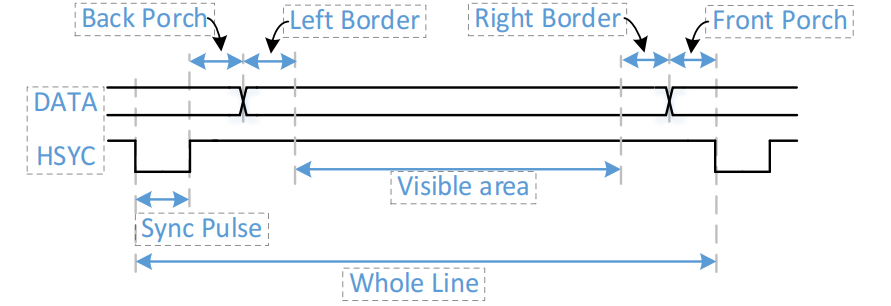 Back Porch
Left Border
Right Border
Front Porch
DATA
HSYC
Visible area
Sync Pulse
Whole Line